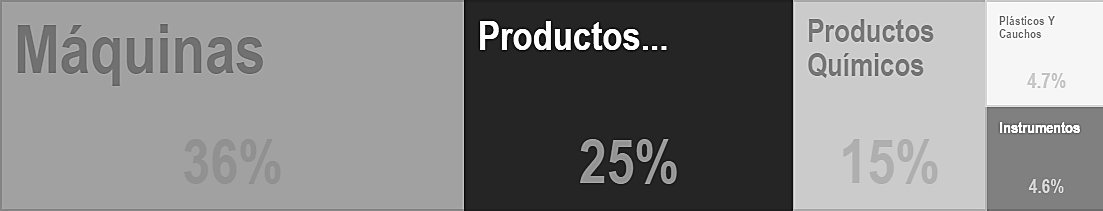 Máquinas
36%
Productos...
25%
Productos
Químicos
15%
Plásticos Y
Cauchos
4.7%
Instrumentos
4.6%